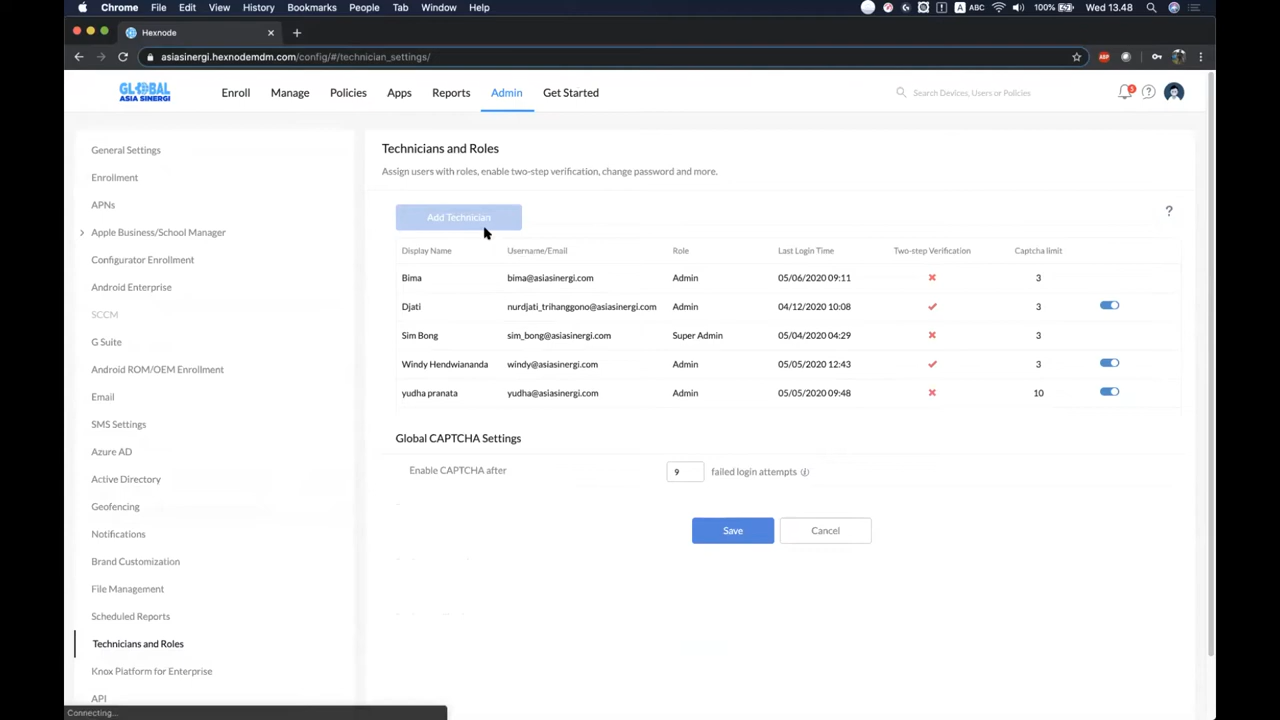 Chrome File Edit View History Bookmarks People Tab Window Help A ABC 100% Wed 13.48
Hexnode
asiasinergi.hexnodemdm.com/config/#/technician_settings/
GLOBAL
ASIA SINERGI
Enroll Manage Policies Apps Reports Admin Get Started Search Devices, Users or Policies
General Settings
Enrollment
APNs
Apple Business/School Manager
Configurator Enrollment
Android Enterprise
SCCM
G Suite
Android ROM/OEM Enrollment
Email
SMS Settings
Azure AD
Active Directory
Geofencing
Notifications
Brand Customization
File Management
Scheduled Reports
Technicians and Roles
Knox Platform for Enterprise
API
Technicians and Roles
Assign users with roles, enable two-step verification, change password and more.
Add Technician ?
Display Name Username/Email Role Last Login Time Two-step Verification Captcha limit
Bima bima@asiasinergi.com Admin 05/06/2020 09:11 3
Djati nurdjati_trihanggono@asiasinergi.com Admin 04/12/2020 10:08 3
Sim Bong sim_bong@asiasinergi.com Super Admin 05/04/2020 04:29 3
Windy Hendwiananda windy@asiasinergi.com Admin 05/05/2020 12:43 3
yudha pranata yudha@asiasinergi.com Admin 05/05/2020 09:48 10
Global CAPTCHA Settings
Enable CAPTCHA after 9 failed login attempts
Save Cancel
Connecting...